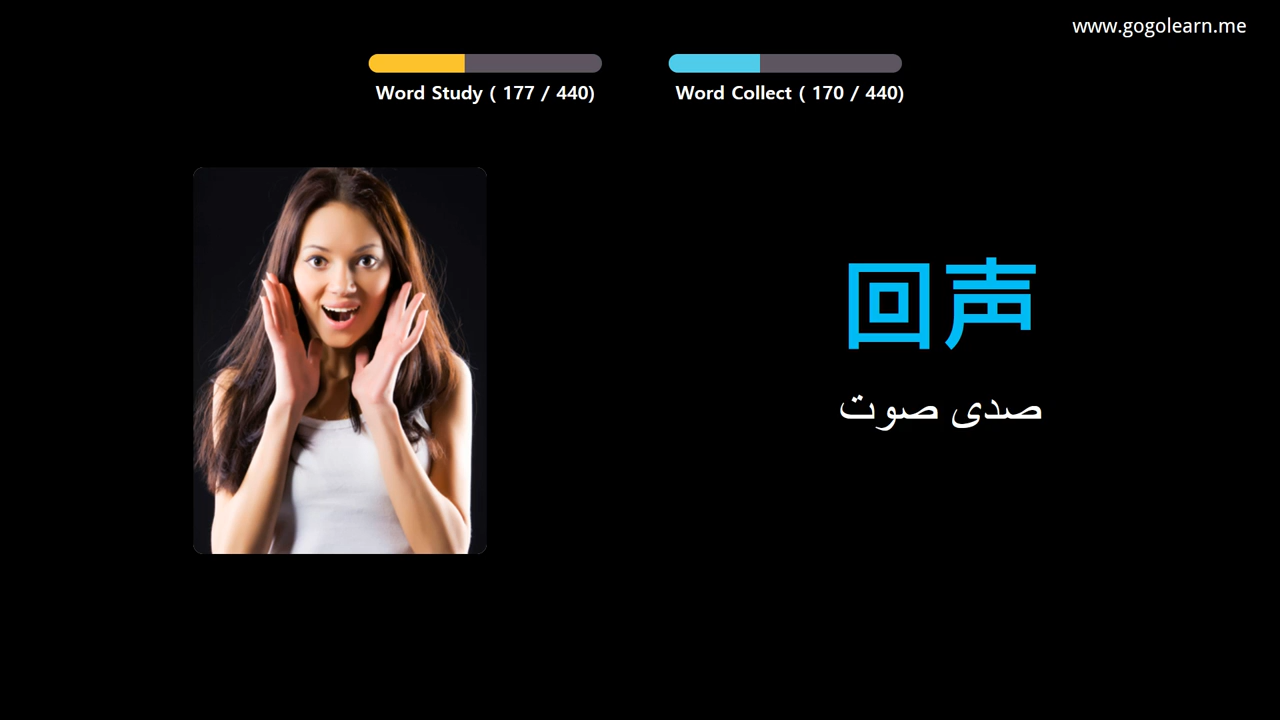 www.gogolearn.me
Word Study ( 177 / 440)
Word Collect ( 170 / 440)
回声
صدى صوت